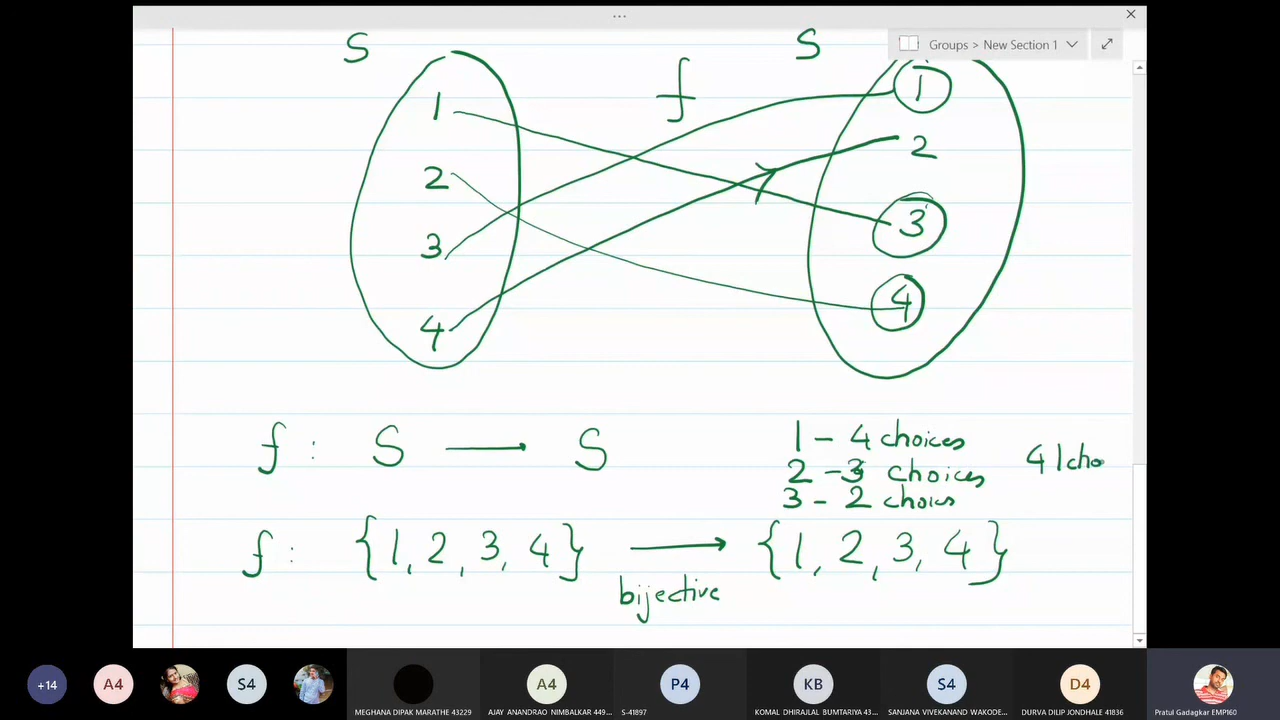 Groups > New Section 1
S
f
S
1
2
3
4
1
2
3
4
f : S → S
1 - 4 choices
2 - 3 choices
3 - 2 choics
4 1 cho
f : {1, 2, 3, 4} → {1, 2, 3, 4}
bijective
+14
A4
S4
A4
P4
KB
S4
D4
MEGHANA DIPAK MARATHE 43229
AJAY ANANDRAO NIMBALKAR 449...
S-41897
KOMAL DHIRAJLAL BUMTARIYA 43...
SANJANA VIVEKANAND WAKODE...
DURVA DILIP JONDHALE 41836
Pratul Gadagkar EMP160